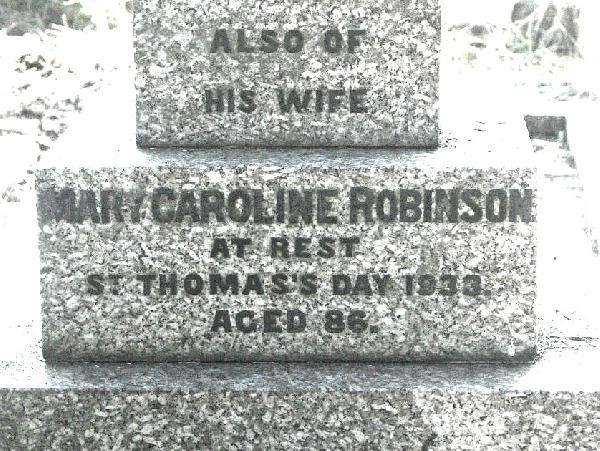 ALSO OF
HIS WIFE
MARY CAROLINE ROBINSON
AT REST
ST THOMAS'S DAY 1933.
AGED 86.